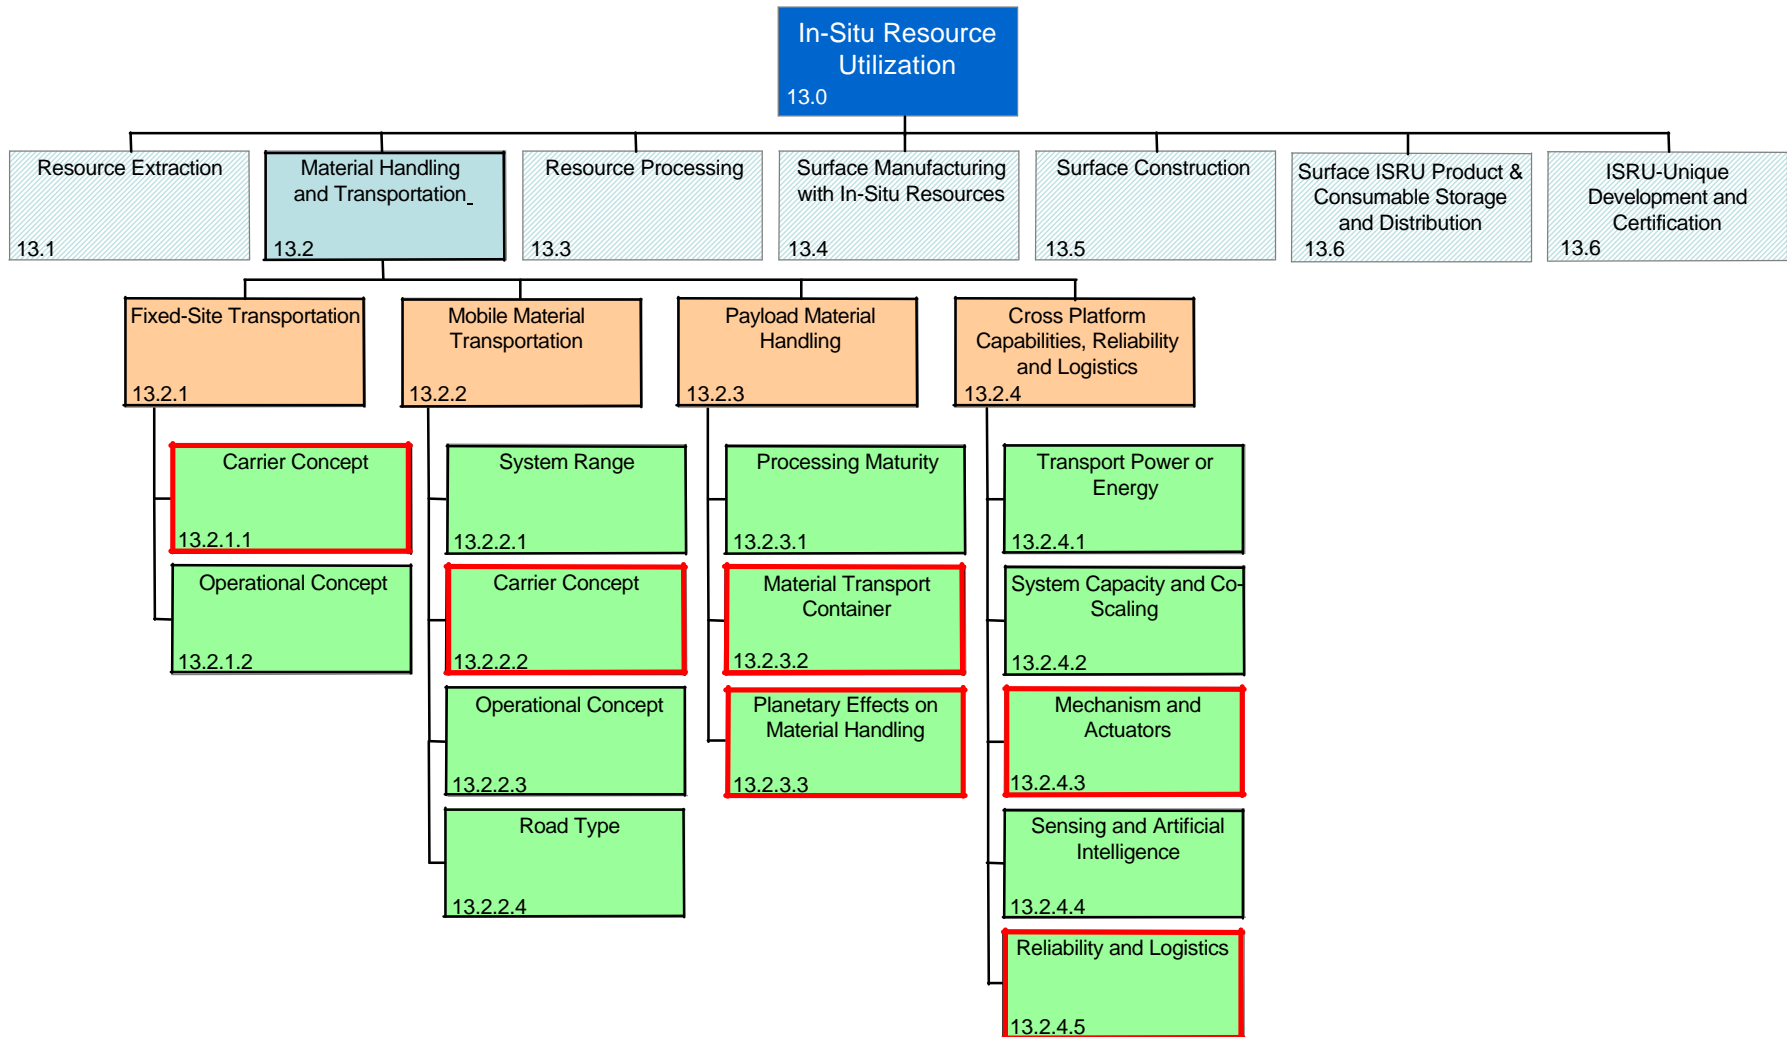 In-Situ Resource
Utilization
13.0
Resource Extraction
13.1
Material Handling
and Transportation
13.2
Resource Processing
13.3
Surface Manufacturing
with In-Situ Resources
13.4
Surface Construction
13.5
Surface ISRU Product &
Consumable Storage
and Distribution
13.6
ISRU-Unique
Development and
Certification
13.6
Fixed-Site Transportation
13.2.1
Mobile Material
Transportation
13.2.2
Payload Material
Handling
13.2.3
Cross Platform
Capabilities, Reliability
and Logistics
13.2.4
Carrier Concept
13.2.1.1
Operational Concept
13.2.1.2
System Range
13.2.2.1
Carrier Concept
13.2.2.2
Operational Concept
13.2.2.3
Road Type
13.2.2.4
Processing Maturity
13.2.3.1
Material Transport
Container
13.2.3.2
Planetary Effects on
Material Handling
13.2.3.3
Transport Power or
Energy
13.2.4.1
System Capacity and Co-
Scaling
13.2.4.2
Mechanism and
Actuators
13.2.4.3
Sensing and Artificial
Intelligence
13.2.4.4
Reliability and Logistics
13.2.4.5